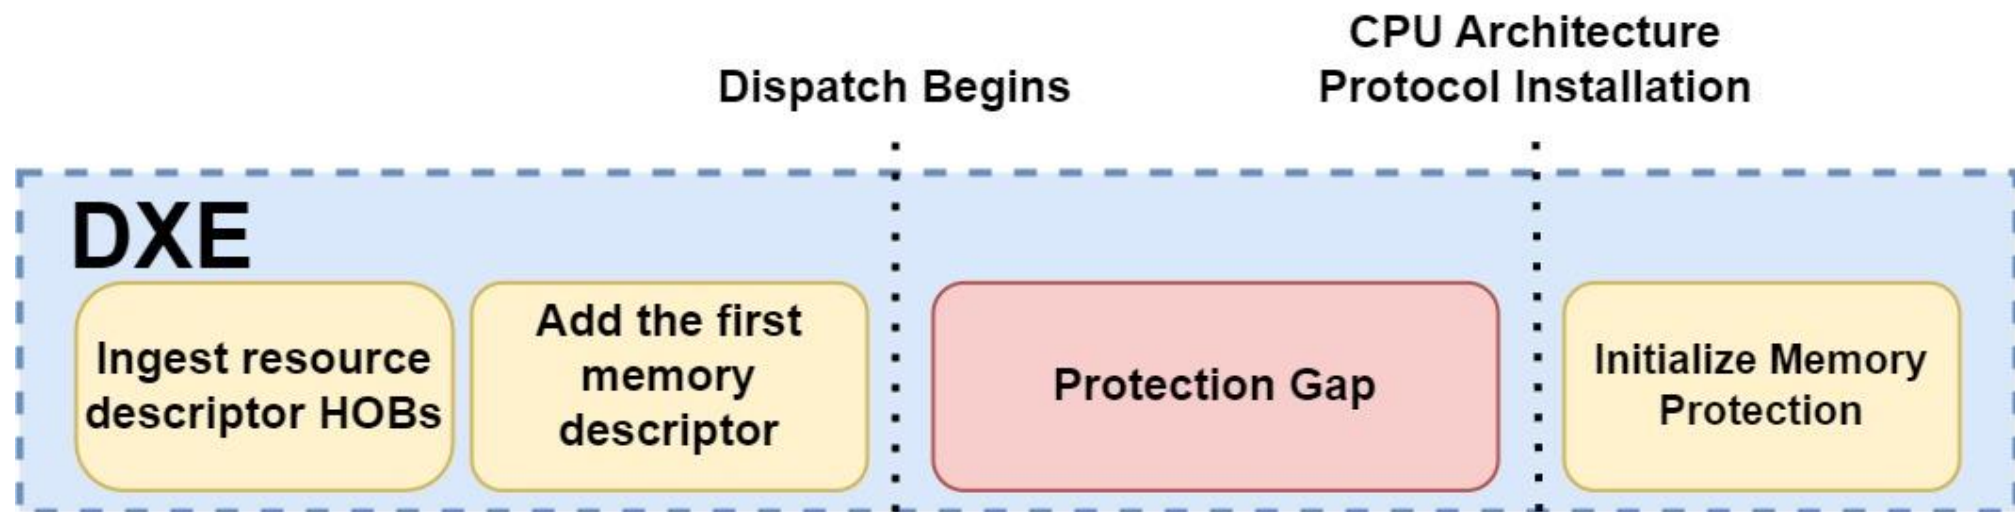 CPU Architecture
Protocol Installation
Dispatch Begins
DXE
Ingest resource
descriptor HOBs
Add the first
memory
descriptor
Protection Gap
Initialize Memory
Protection